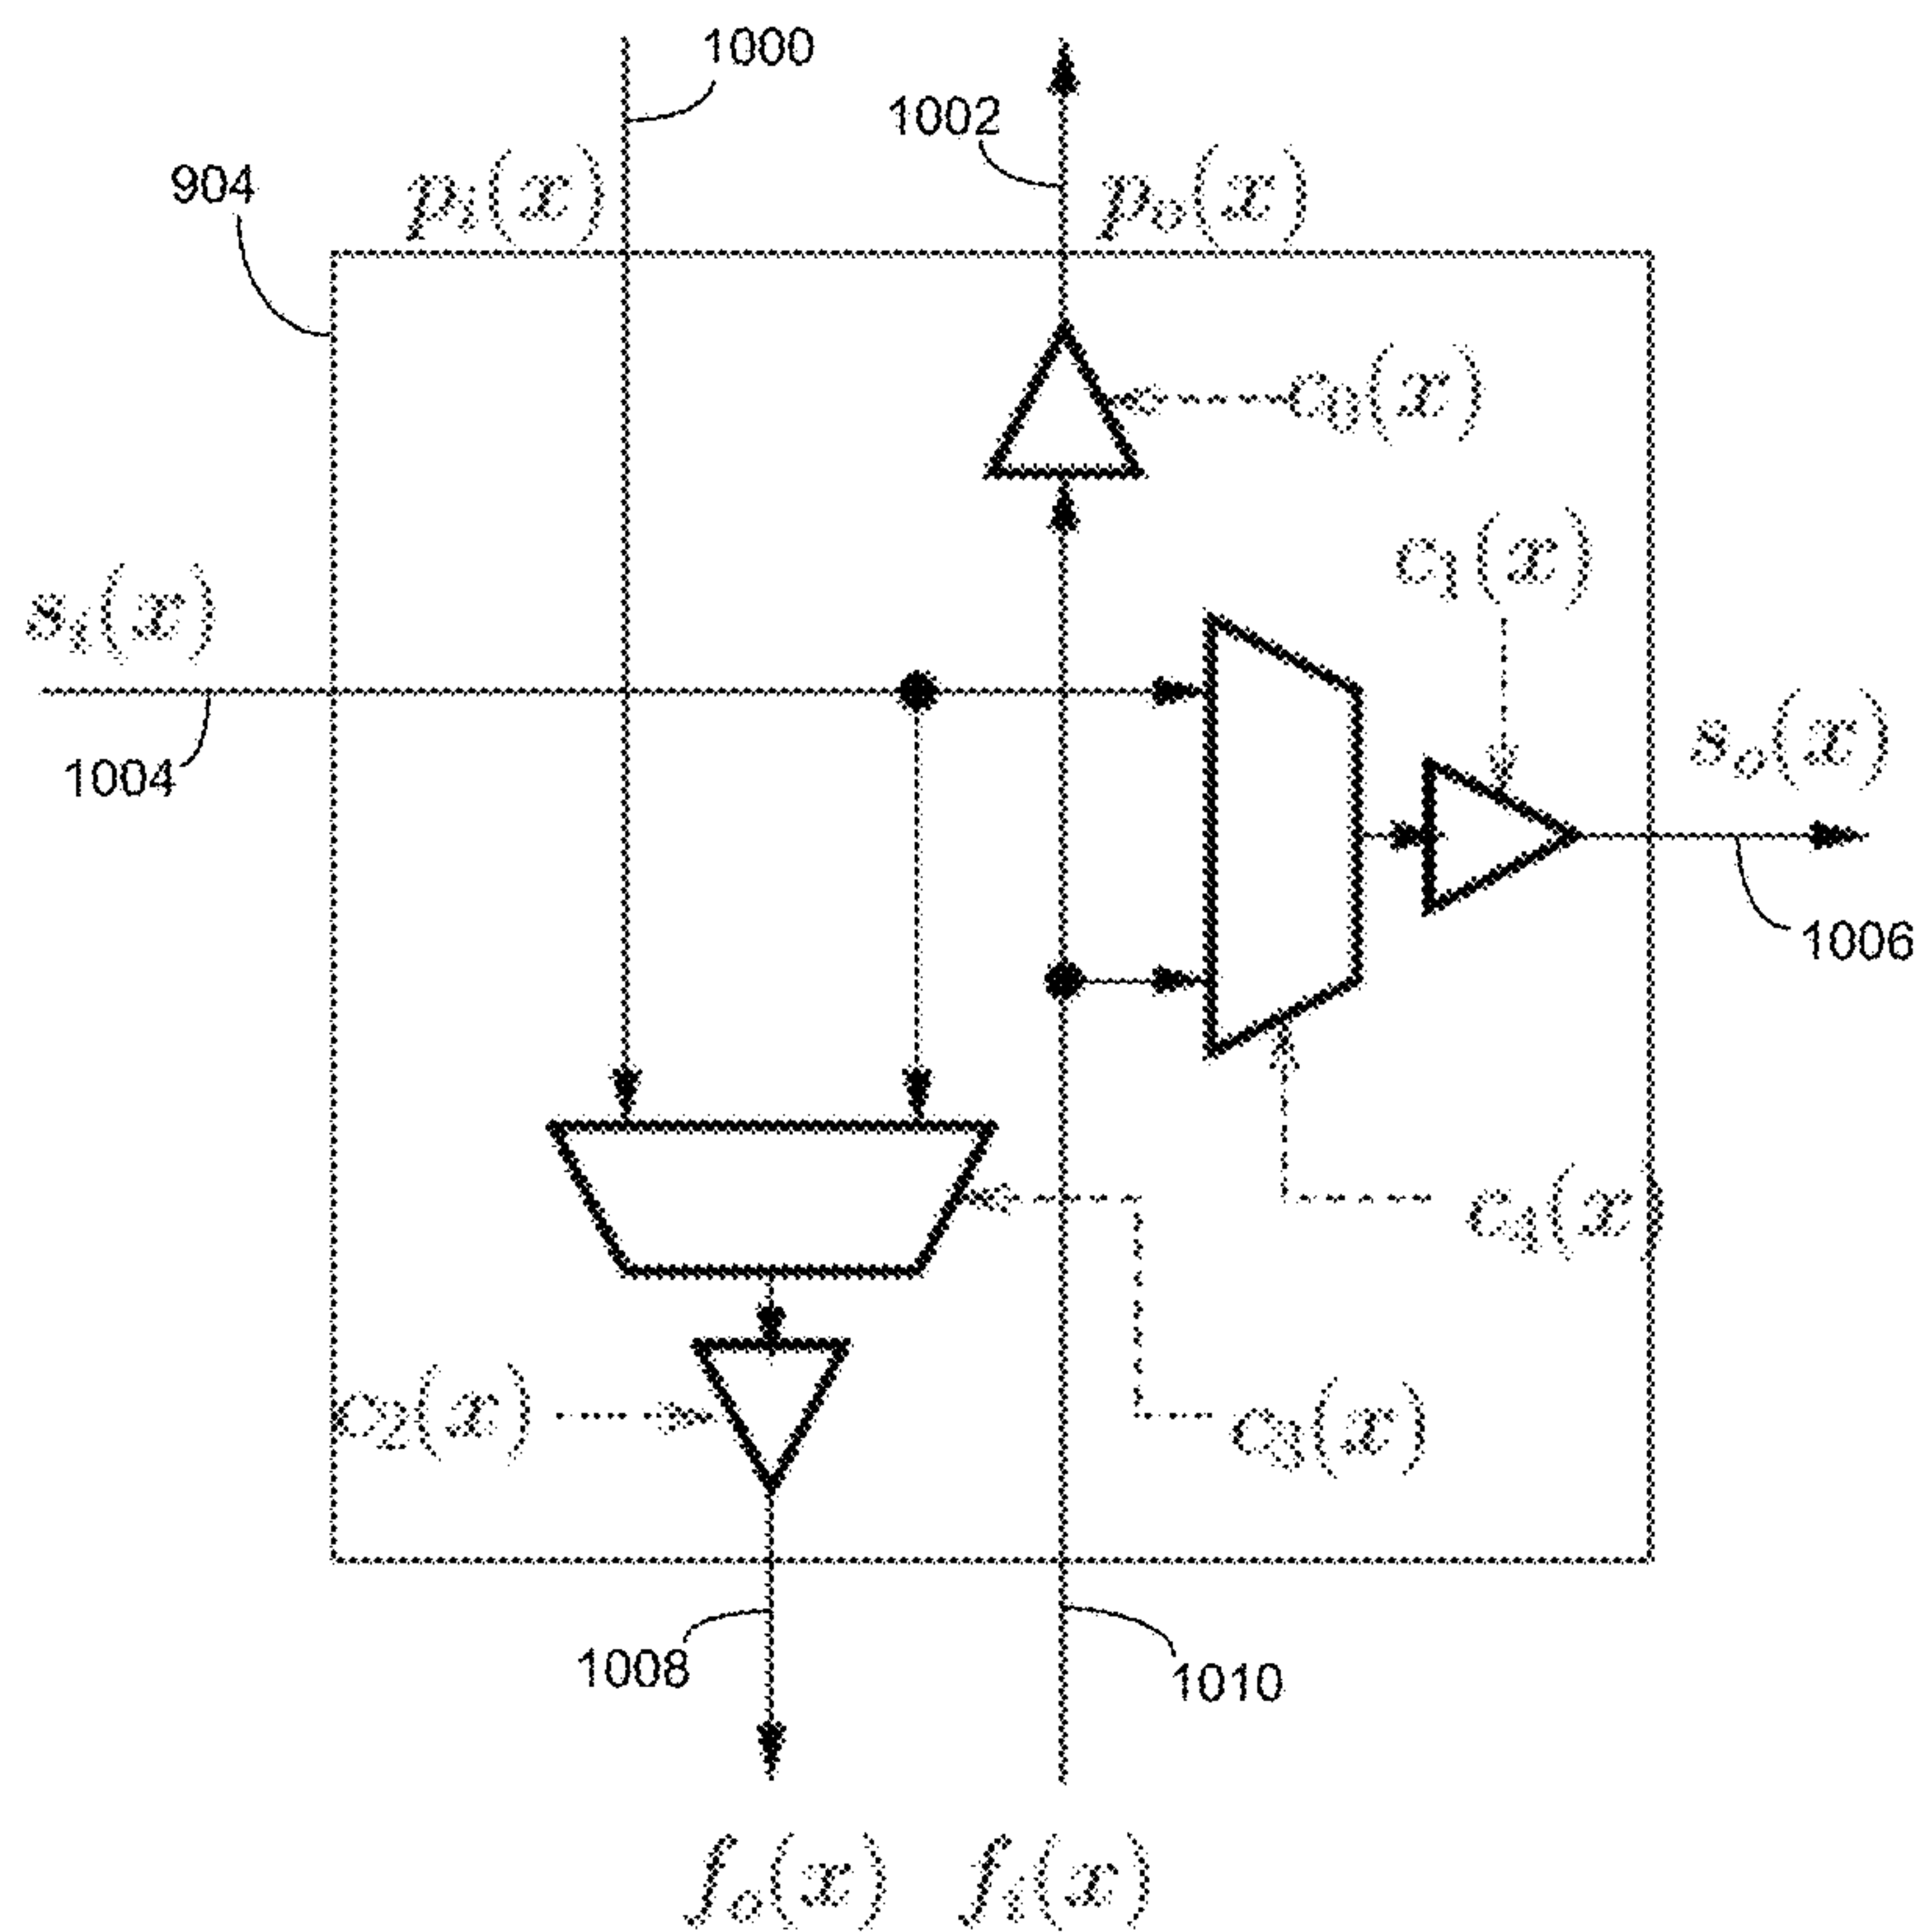 1000
1002
904
pᵢ(x)
pₒ(x)
c₀(x)
c₁(x)
sᵢ(x)
sₒ(x)
1004
1006
c₄(x)
c₂(x)
c₃(x)
1008
1010
fₒ(x) fᵢ(x)